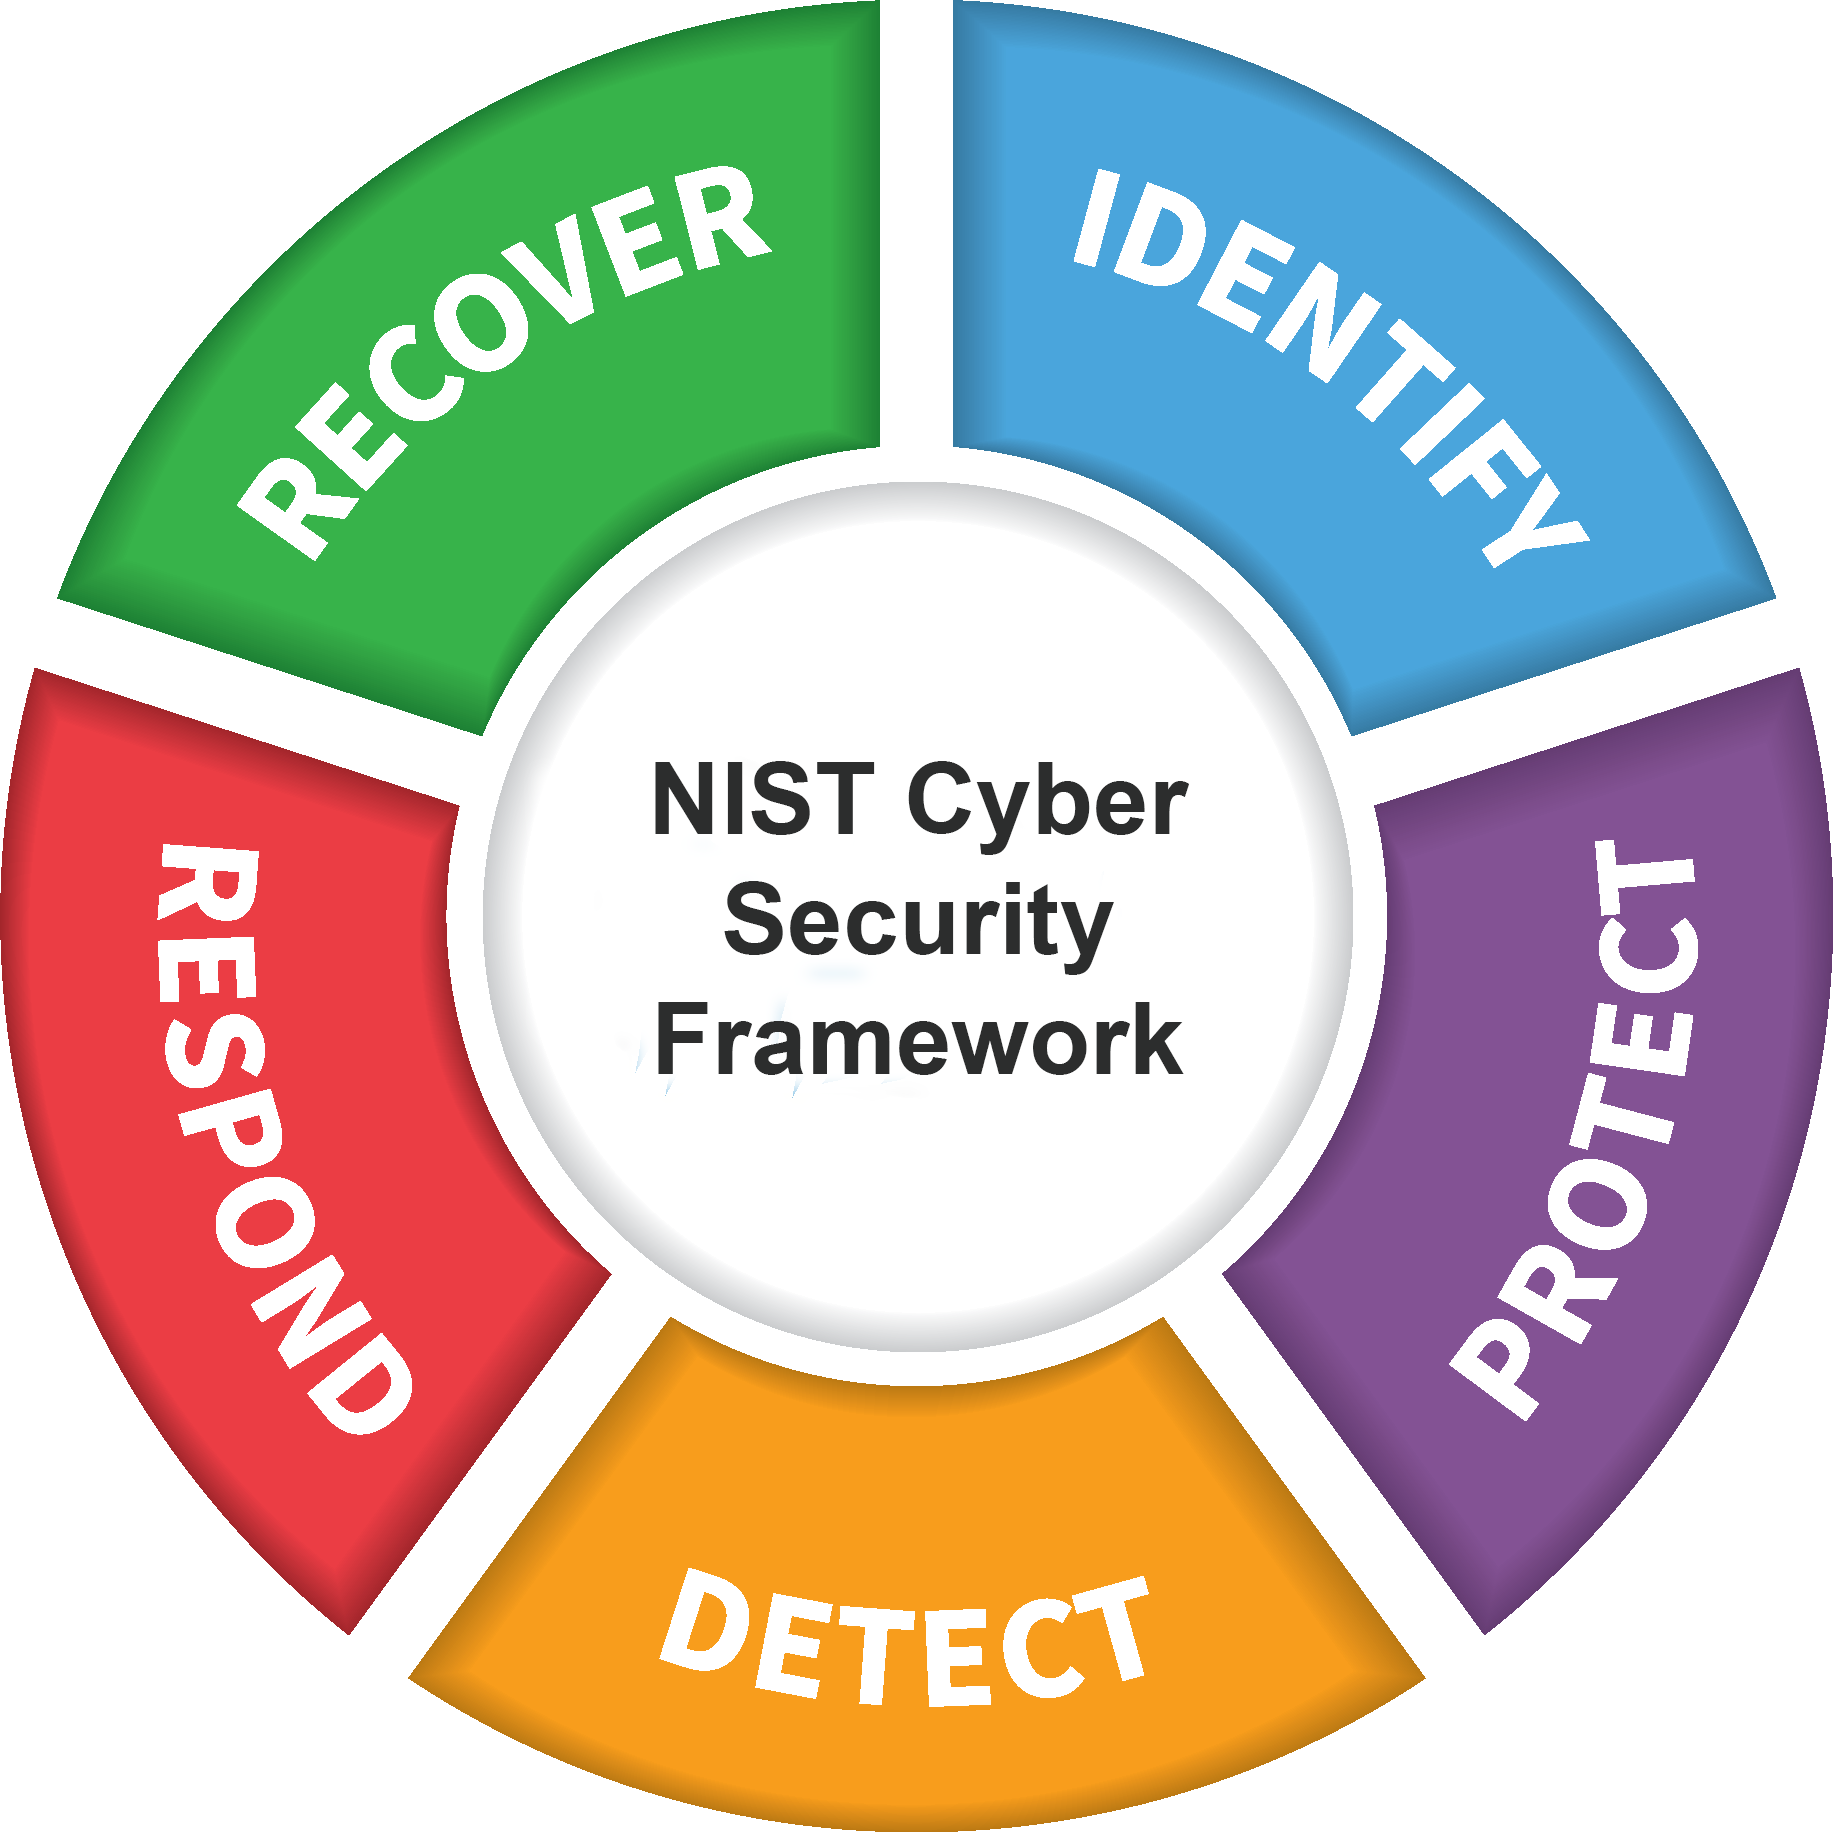 NIST Cyber
Security
Framework
IDENTIFY
PROTECT
DETECT
RESPOND
RECOVER